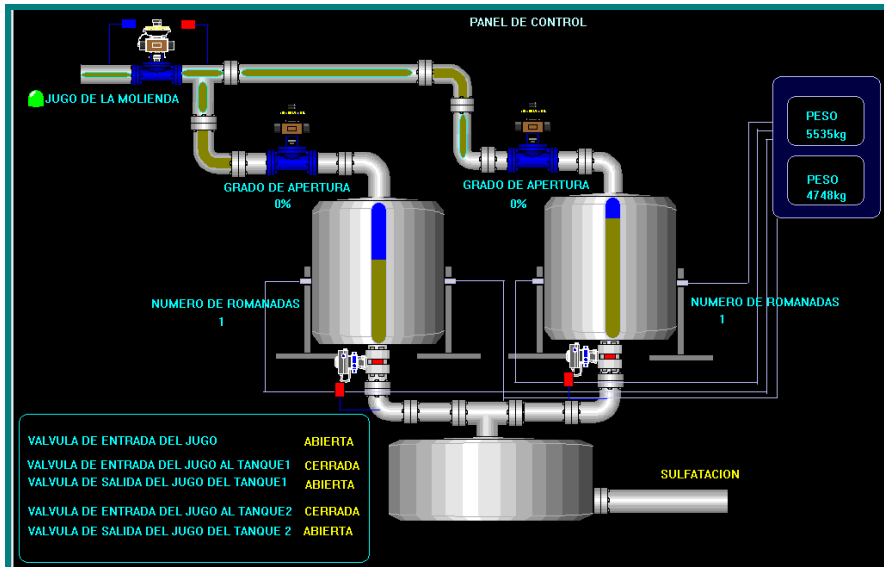 PANEL DE CONTROL
JUGO DE LA MOLIENDA
PESO
5535kg
PESO
4748kg
GRADO DE APERTURA
0%
GRADO DE APERTURA
0%
NUMERO DE ROMANADAS
1
NUMERO DE ROMANADAS
1
VALVULA DE ENTRADA DEL JUGO ABIERTA
VALVULA DE ENTRADA DEL JUGO AL TANQUE1 CERRADA
VALVULA DE SALIDA DEL JUGO DEL TANQUE1 ABIERTA
VALVULA DE ENTRADA DEL JUGO AL TANQUE2 CERRADA
VALVULA DE SALIDA DEL JUGO DEL TANQUE 2 ABIERTA
SULFATACION